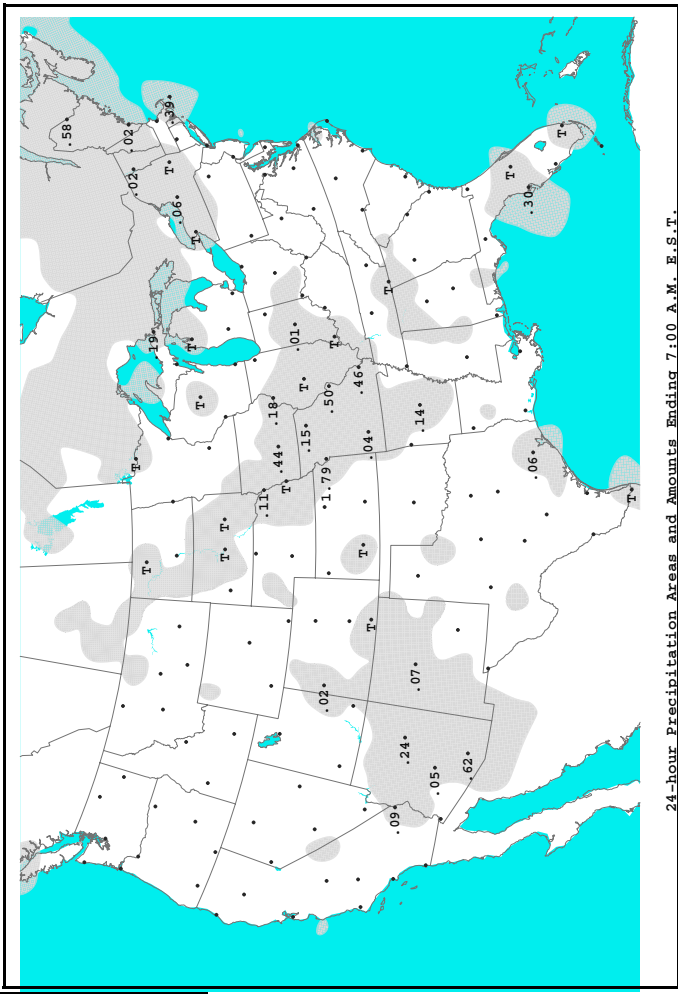 .58
.02
.02
T
T
.19
T
.39
.06
T
T
T
T
T
.11
.18
.44
T
.01
T
.15
.02
1.79
.50
T
.46
T
.04
T
T
.09
.24
.07
.14
.05
.62
T
.30
.06
T
T
24-hour Precipitation Areas and Amounts Ending 7:00 A.M. E.S.T.